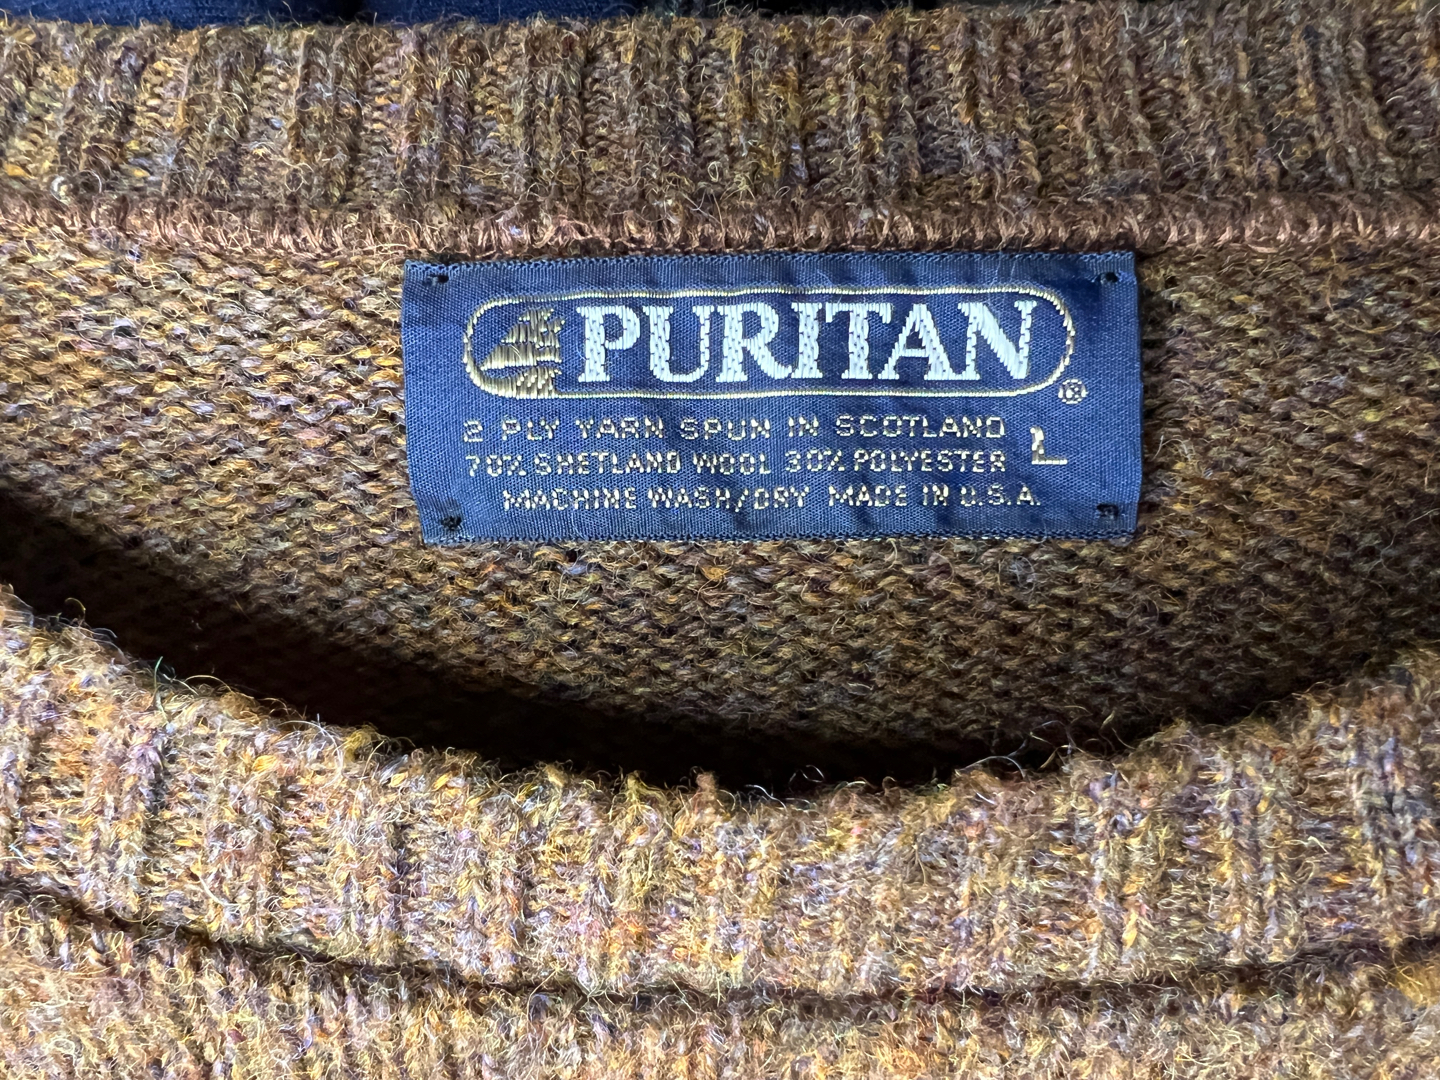 PURITAN
®
2 PLY YARN SPUN IN SCOTLAND
70% SHETLAND WOOL 30% POLYESTER L
MACHINE WASH/DRY MADE IN U.S.A.